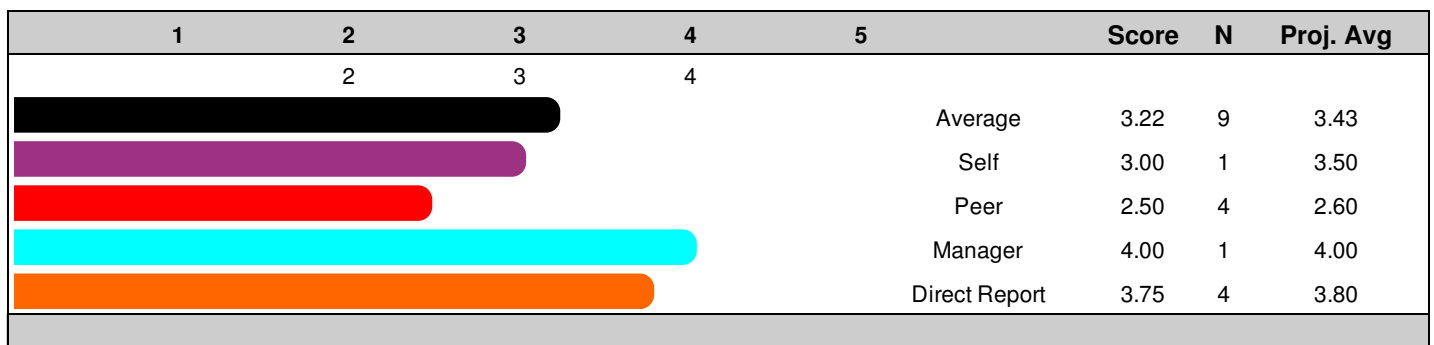 1 2 3 4 5 Score N Proj. Avg
2 3 4
Average 3.22 9 3.43
Self 3.00 1 3.50
Peer 2.50 4 2.60
Manager 4.00 1 4.00
Direct Report 3.75 4 3.80